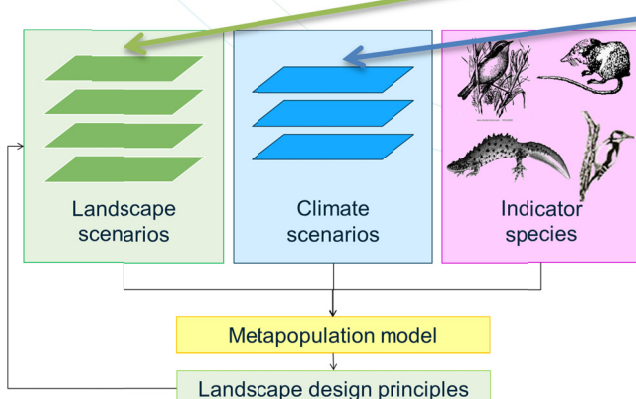 Landscape
scenarios
Climate
scenarios
Indicator
species
Metapopulation model
Landscape design principles